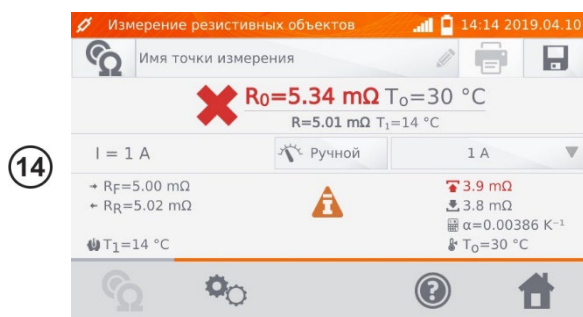 Измерение резистивных объектов 14:14 2019.04.10
Имя точки измерения
R₀=5.34 mΩ Tₒ=30 °C
R=5.01 mΩ T₁=14 °C
14
I = 1 A Ручной 1 A
RF=5.00 mΩ 3.9 mΩ
RR=5.02 mΩ 3.8 mΩ
α=0.00386 K⁻¹
T₁=14 °C Tₒ=30 °C